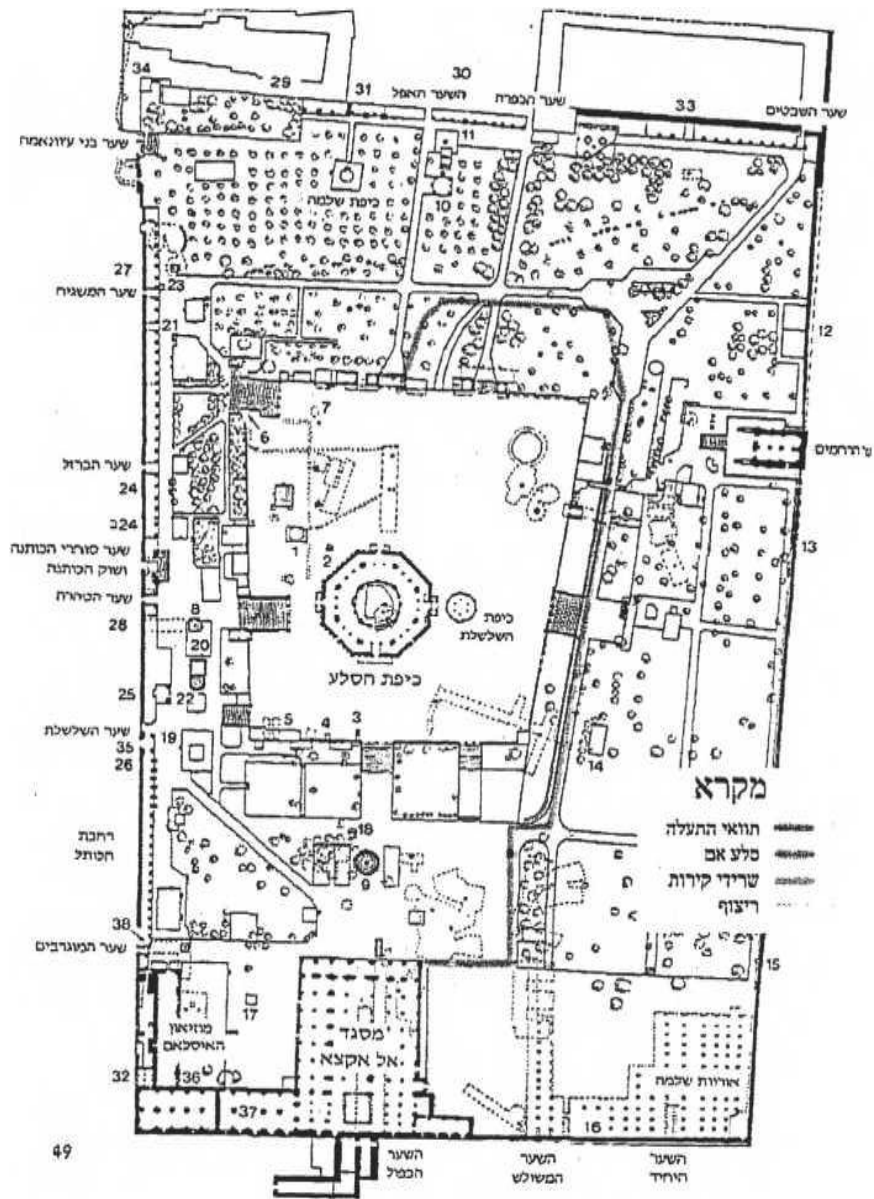 34
29
31
30
השער האפל
שער הכפרת
33
שער השבטים
שער בני עיוואנמה
11
10
כיפת שלמה
27
23
שער המשגיח
21
12
7
6
שער הברזל
24
ש' הרחמים
24ב
1
2
13
שער סוחרי הכותנה
ושוק הכותנה
שער הטהרה
28
8
20
כיפת
השלשלת
כיפת הסלע
25
22
שער השלשלת
19
5
4
3
35
26
14
מקרא
תוואי התעלה
סלע אם
שרידי קירות
ריצוף
רחבת
הכותל
18
9
38
שער המוגרבים
15
17
מוזיאון
האיסלאם
מסגד
אל אקצא
אורוות שלמה
32
36
37
16
49
השער
הכפול
השער
המשולש
השער
היחיד